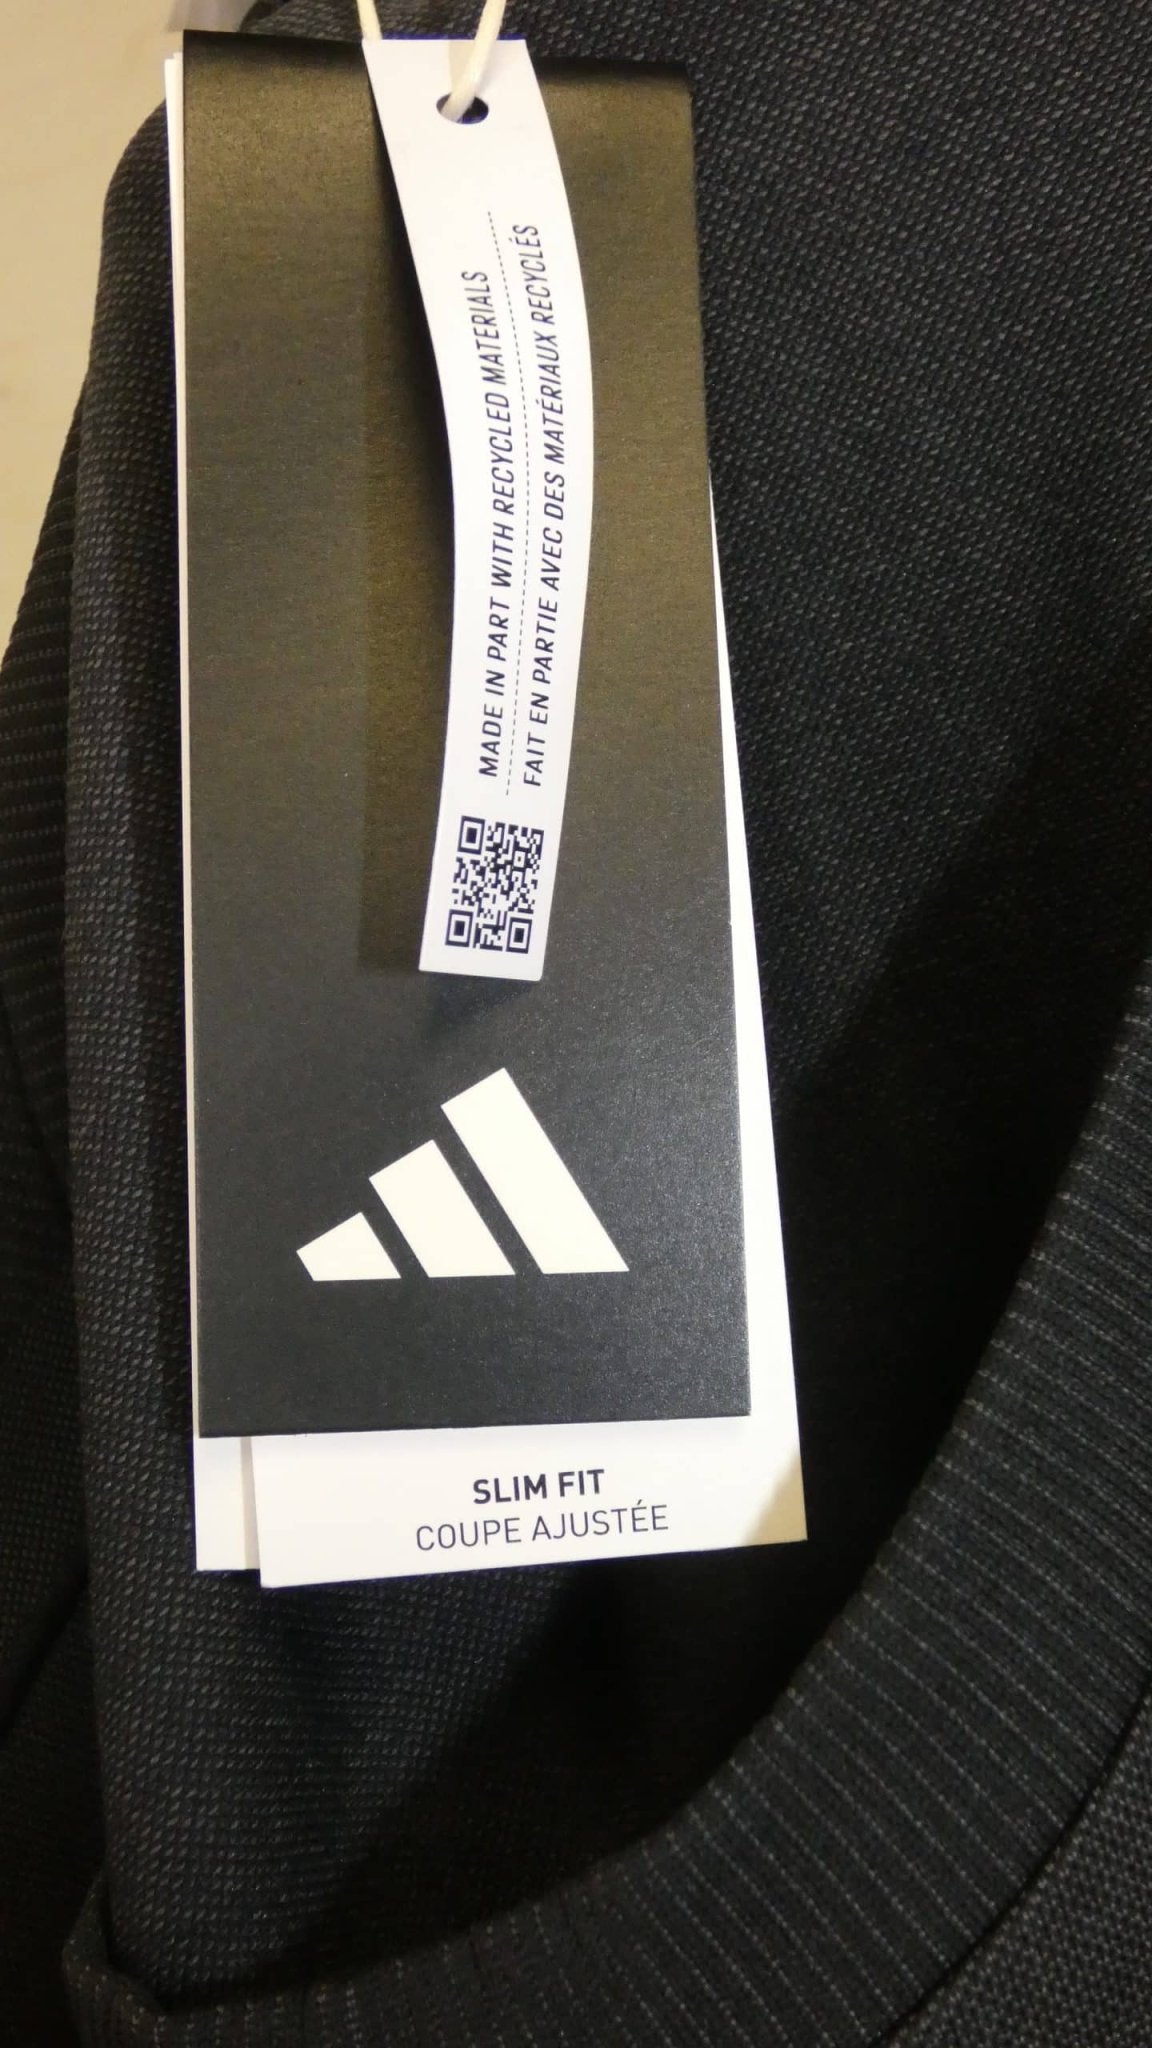 MADE IN PART WITH RECYCLED MATERIALS
FAIT EN PARTIE AVEC DES MATÉRIAUX RECYCLÉS
SLIM FIT
COUPE AJUSTÉE